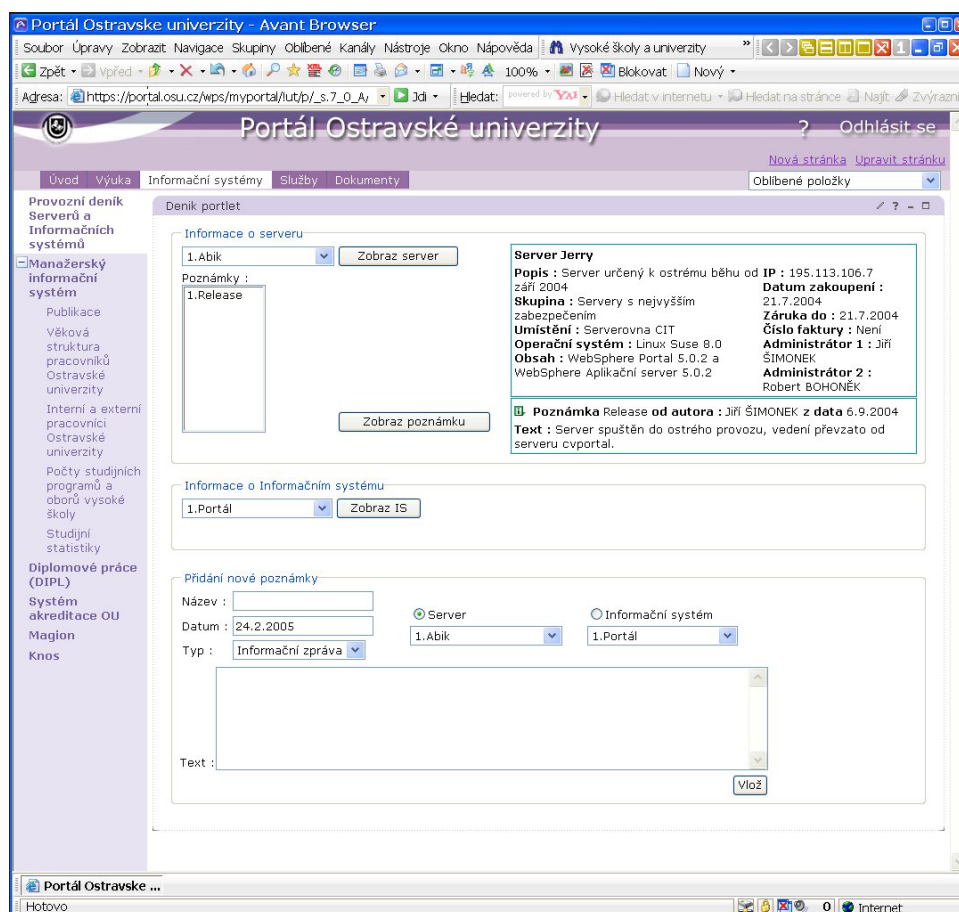 Portál Ostravske univerzity - Avant Browser
Soubor Úpravy Zobrazit Navigace Skupiny Oblíbené Kanály Nástroje Okno Nápověda Vysoké školy a univerzity »
Zpět Vpřed 100% Blokovat Nový
Adresa: https://portal.osu.cz/wps/myportal/!ut/p/_s.7_0_A/ Jdi Hledat: powered by YAH Hledat v internetu Hledat na stránce Najít Zvýrazni
Portál Ostravské univerzity ? Odhlásit se
Nová stránka Upravit stránku
Úvod Výuka Informační systémy Služby Dokumenty Oblíbené položky
Provozní deník
Serverů a
Informačních
systémů
Manažerský
informační
systém
Publikace
Věková
struktura
pracovníků
Ostravské
univerzity
Interní a externí
pracovníci
Ostravské
univerzity
Počty studijních
programů a
oborů vysoké
školy
Studijní
statistiky
Diplomové práce
(DIPL)
Systém
akreditace OU
Magion
Knos
Denik portlet
Informace o serveru
1.Abik Zobraz server
Poznámky :
1.Release
Zobraz poznámku
Server Jerry
Popis : Server určený k ostrému běhu od
září 2004
Skupina : Servery s nejvyšším
zabezpečením
Umístění : Serverovna CIT
Operační systém : Linux Suse 8.0
Obsah : WebSphere Portal 5.0.2 a
WebSphere Aplikační server 5.0.2
IP : 195.113.106.7
Datum zakoupení :
21.7.2004
Záruka do : 21.7.2004
Číslo faktury : Není
Administrátor 1 : Jiří
ŠIMONEK
Administrátor 2 :
Robert BOHONĚK
Poznámka Release od autora : Jiří ŠIMONEK z data 6.9.2004
Text : Server spuštěn do ostrého provozu, vedení převzato od
serveru cvportal.
Informace o Informačním systému
1.Portál Zobraz IS
Přidání nové poznámky
Název :
Datum : 24.2.2005
Typ : Informační zpráva
Server Informační systém
1.Abik 1.Portál
Text :
Vlož
Portál Ostravske ...
Hotovo 0 Internet